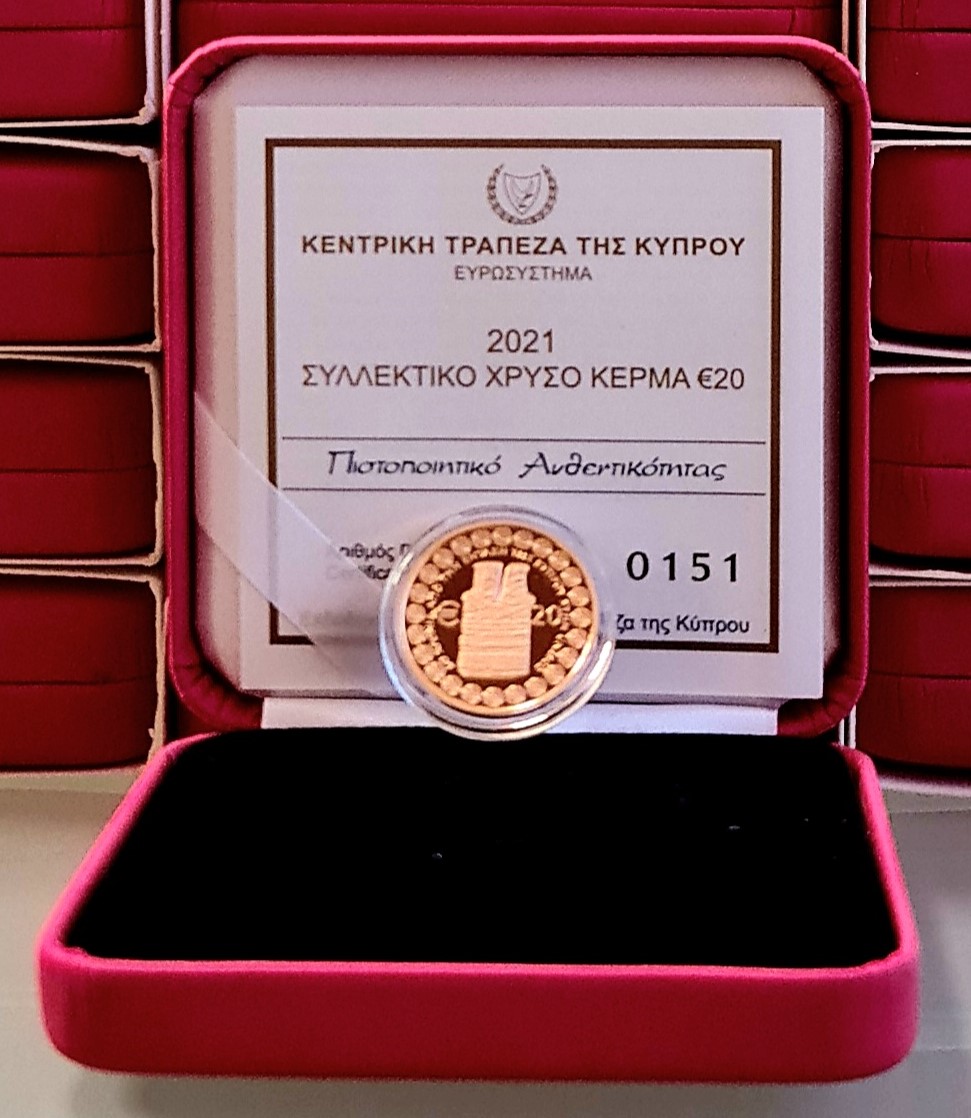 ΚΕΝΤΡΙΚΗ ΤΡΑΠΕΖΑ ΤΗΣ ΚΥΠΡΟΥ
ΕΥΡΩΣΥΣΤΗΜΑ
2021
ΣΥΛΛΕΚΤΙΚΟ ΧΡΥΣΟ ΚΕΡΜΑ €20
Πιστοποιητικό Αυθεντικότητας
0151
€ 20
της Κύπρου